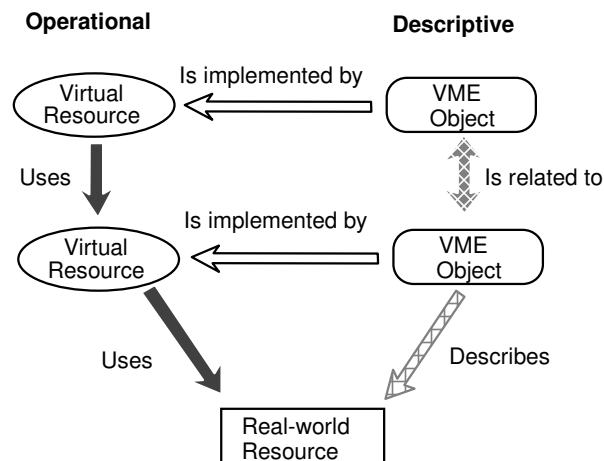 Operational
Descriptive
Is implemented by
Virtual
Resource
VME
Object
Uses
Is related to
Is implemented by
Virtual
Resource
VME
Object
Uses
Describes
Real-world
Resource